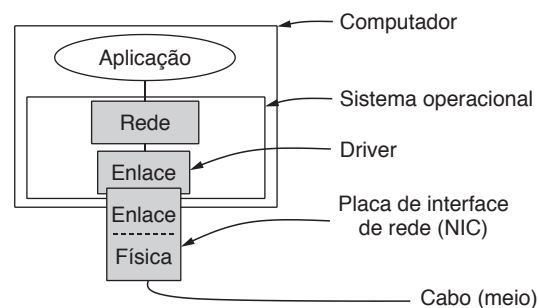 Computador
Aplicação
Sistema operacional
Rede
Driver
Enlace
Enlace
Placa de interface
de rede (NIC)
Física
Cabo (meio)